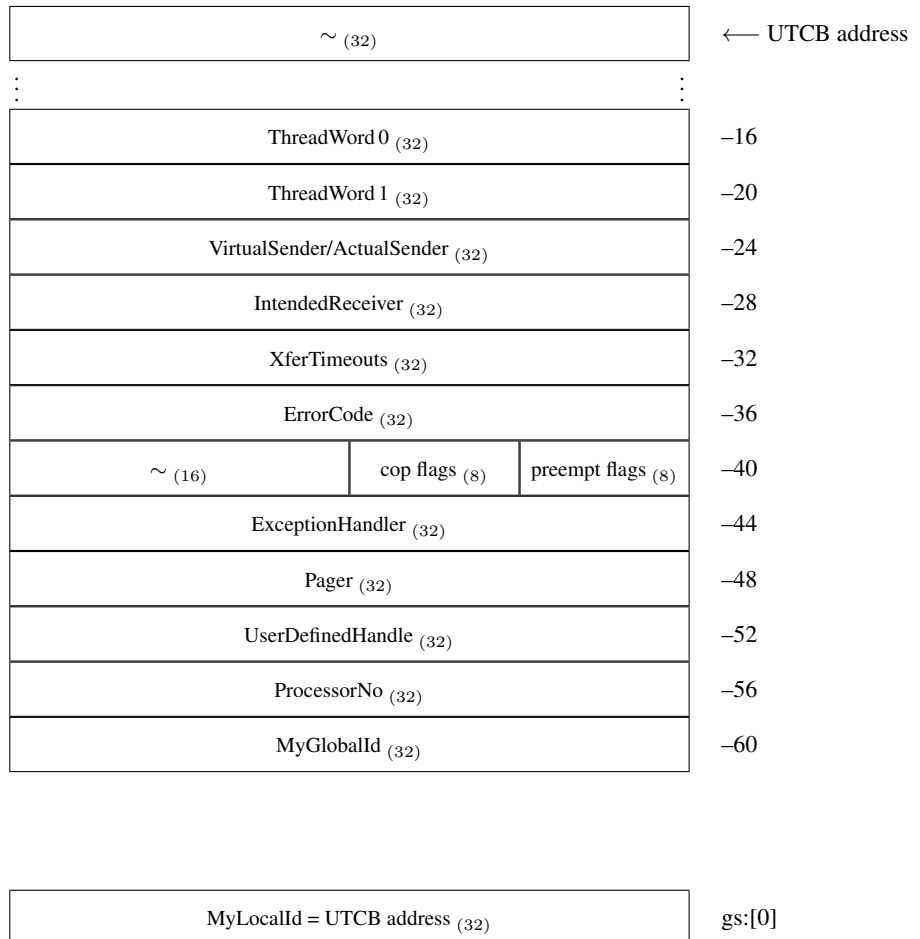 ∼ (32) ←— UTCB address
⋮ ⋮
ThreadWord 0 (32) –16
ThreadWord 1 (32) –20
VirtualSender/ActualSender (32) –24
IntendedReceiver (32) –28
XferTimeouts (32) –32
ErrorCode (32) –36
∼ (16) cop flags (8) preempt flags (8) –40
ExceptionHandler (32) –44
Pager (32) –48
UserDefinedHandle (32) –52
ProcessorNo (32) –56
MyGlobalId (32) –60
MyLocalId = UTCB address (32) gs:[0]